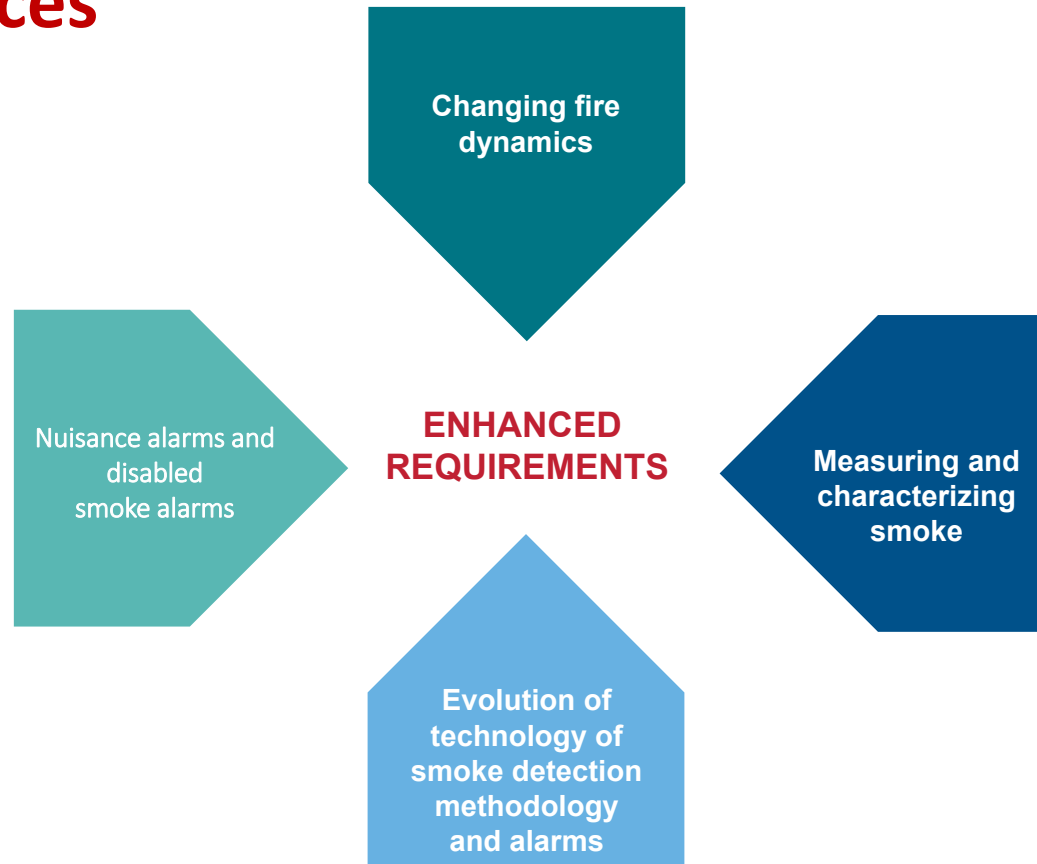 Changing fire
dynamics
Nuisance alarms and
disabled
smoke alarms
ENHANCED
REQUIREMENTS
Measuring and
characterizing
smoke
Evolution of
technology of
smoke detection
methodology
and alarms